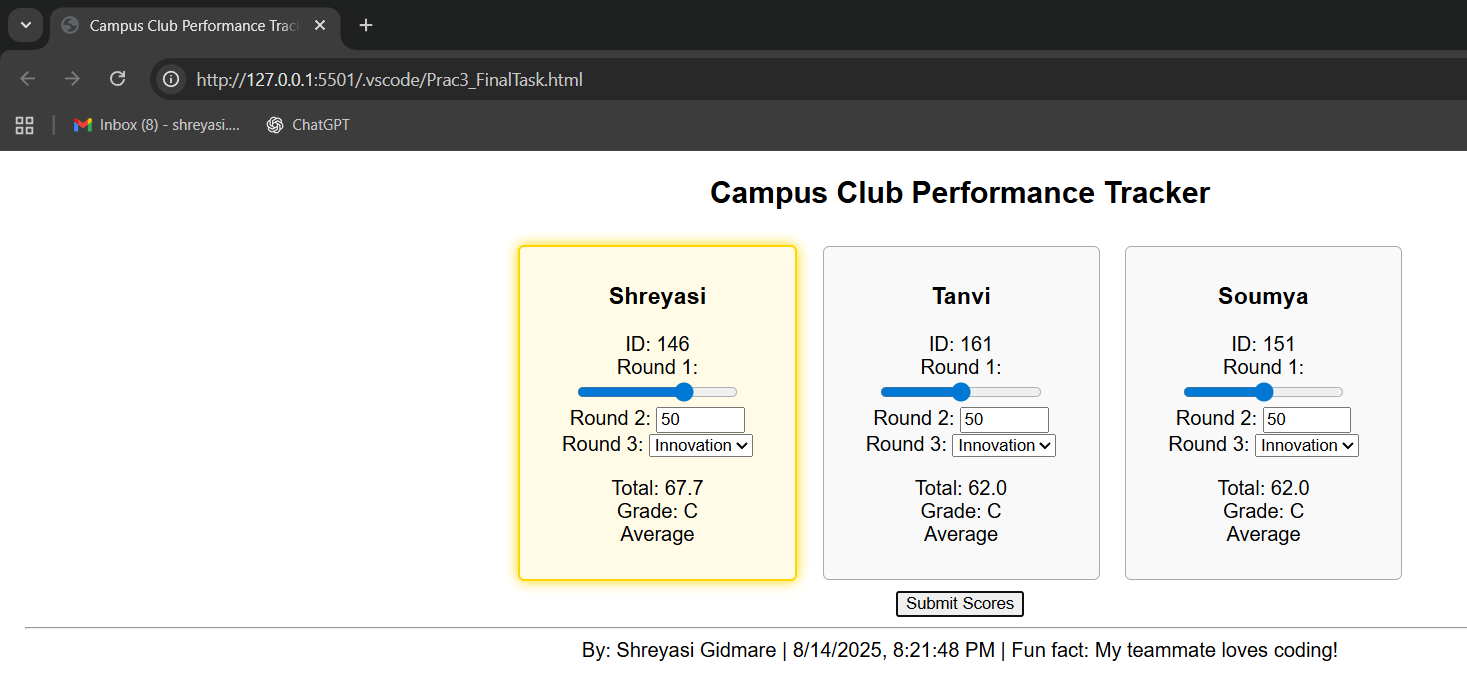 Campus Club Performance Trac
http://127.0.0.1:5501/.vscode/Prac3_FinalTask.html
Inbox (8) - shreyasi....
ChatGPT
Campus Club Performance Tracker
Shreyasi
ID: 146
Round 1:
Round 2: 50
Round 3: Innovation
Total: 67.7
Grade: C
Average
Tanvi
ID: 161
Round 1:
Round 2: 50
Round 3: Innovation
Total: 62.0
Grade: C
Average
Soumya
ID: 151
Round 1:
Round 2: 50
Round 3: Innovation
Total: 62.0
Grade: C
Average
Submit Scores
By: Shreyasi Gidmare | 8/14/2025, 8:21:48 PM | Fun fact: My teammate loves coding!